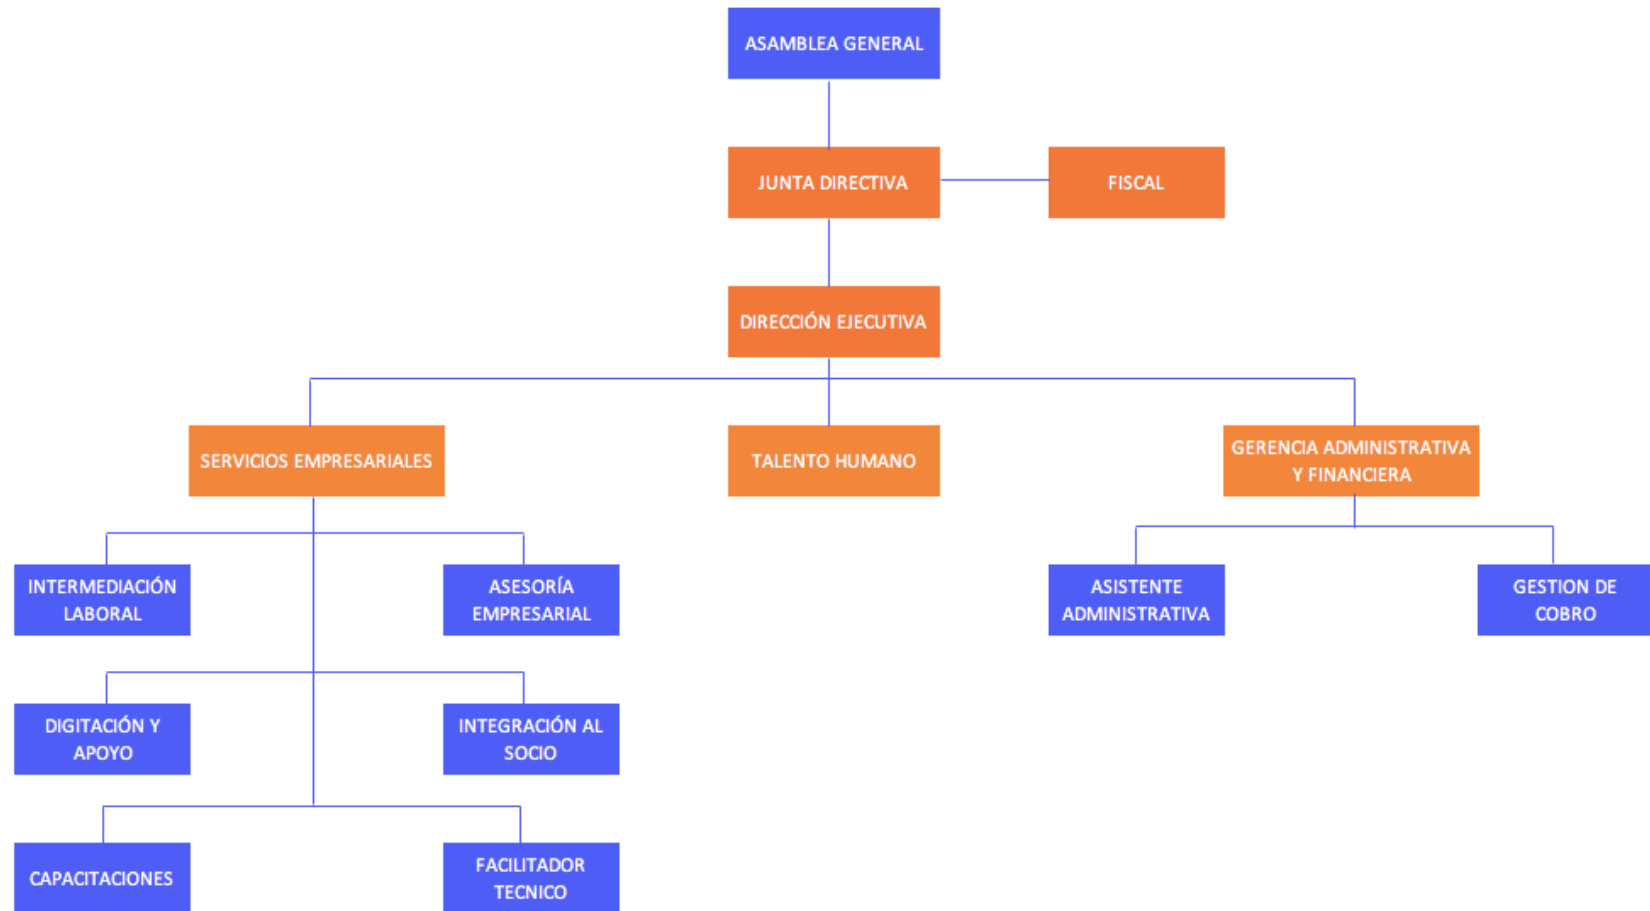 ASAMBLEA GENERAL
JUNTA DIRECTIVA
FISCAL
DIRECCIÓN EJECUTIVA
SERVICIOS EMPRESARIALES
TALENTO HUMANO
GERENCIA ADMINISTRATIVA
Y FINANCIERA
INTERMEDIACIÓN
LABORAL
ASESORÍA
EMPRESARIAL
ASISTENTE
ADMINISTRATIVA
GESTION DE
COBRO
DIGITACIÓN Y
APOYO
INTEGRACIÓN AL
SOCIO
CAPACITACIONES
FACILITADOR
TECNICO